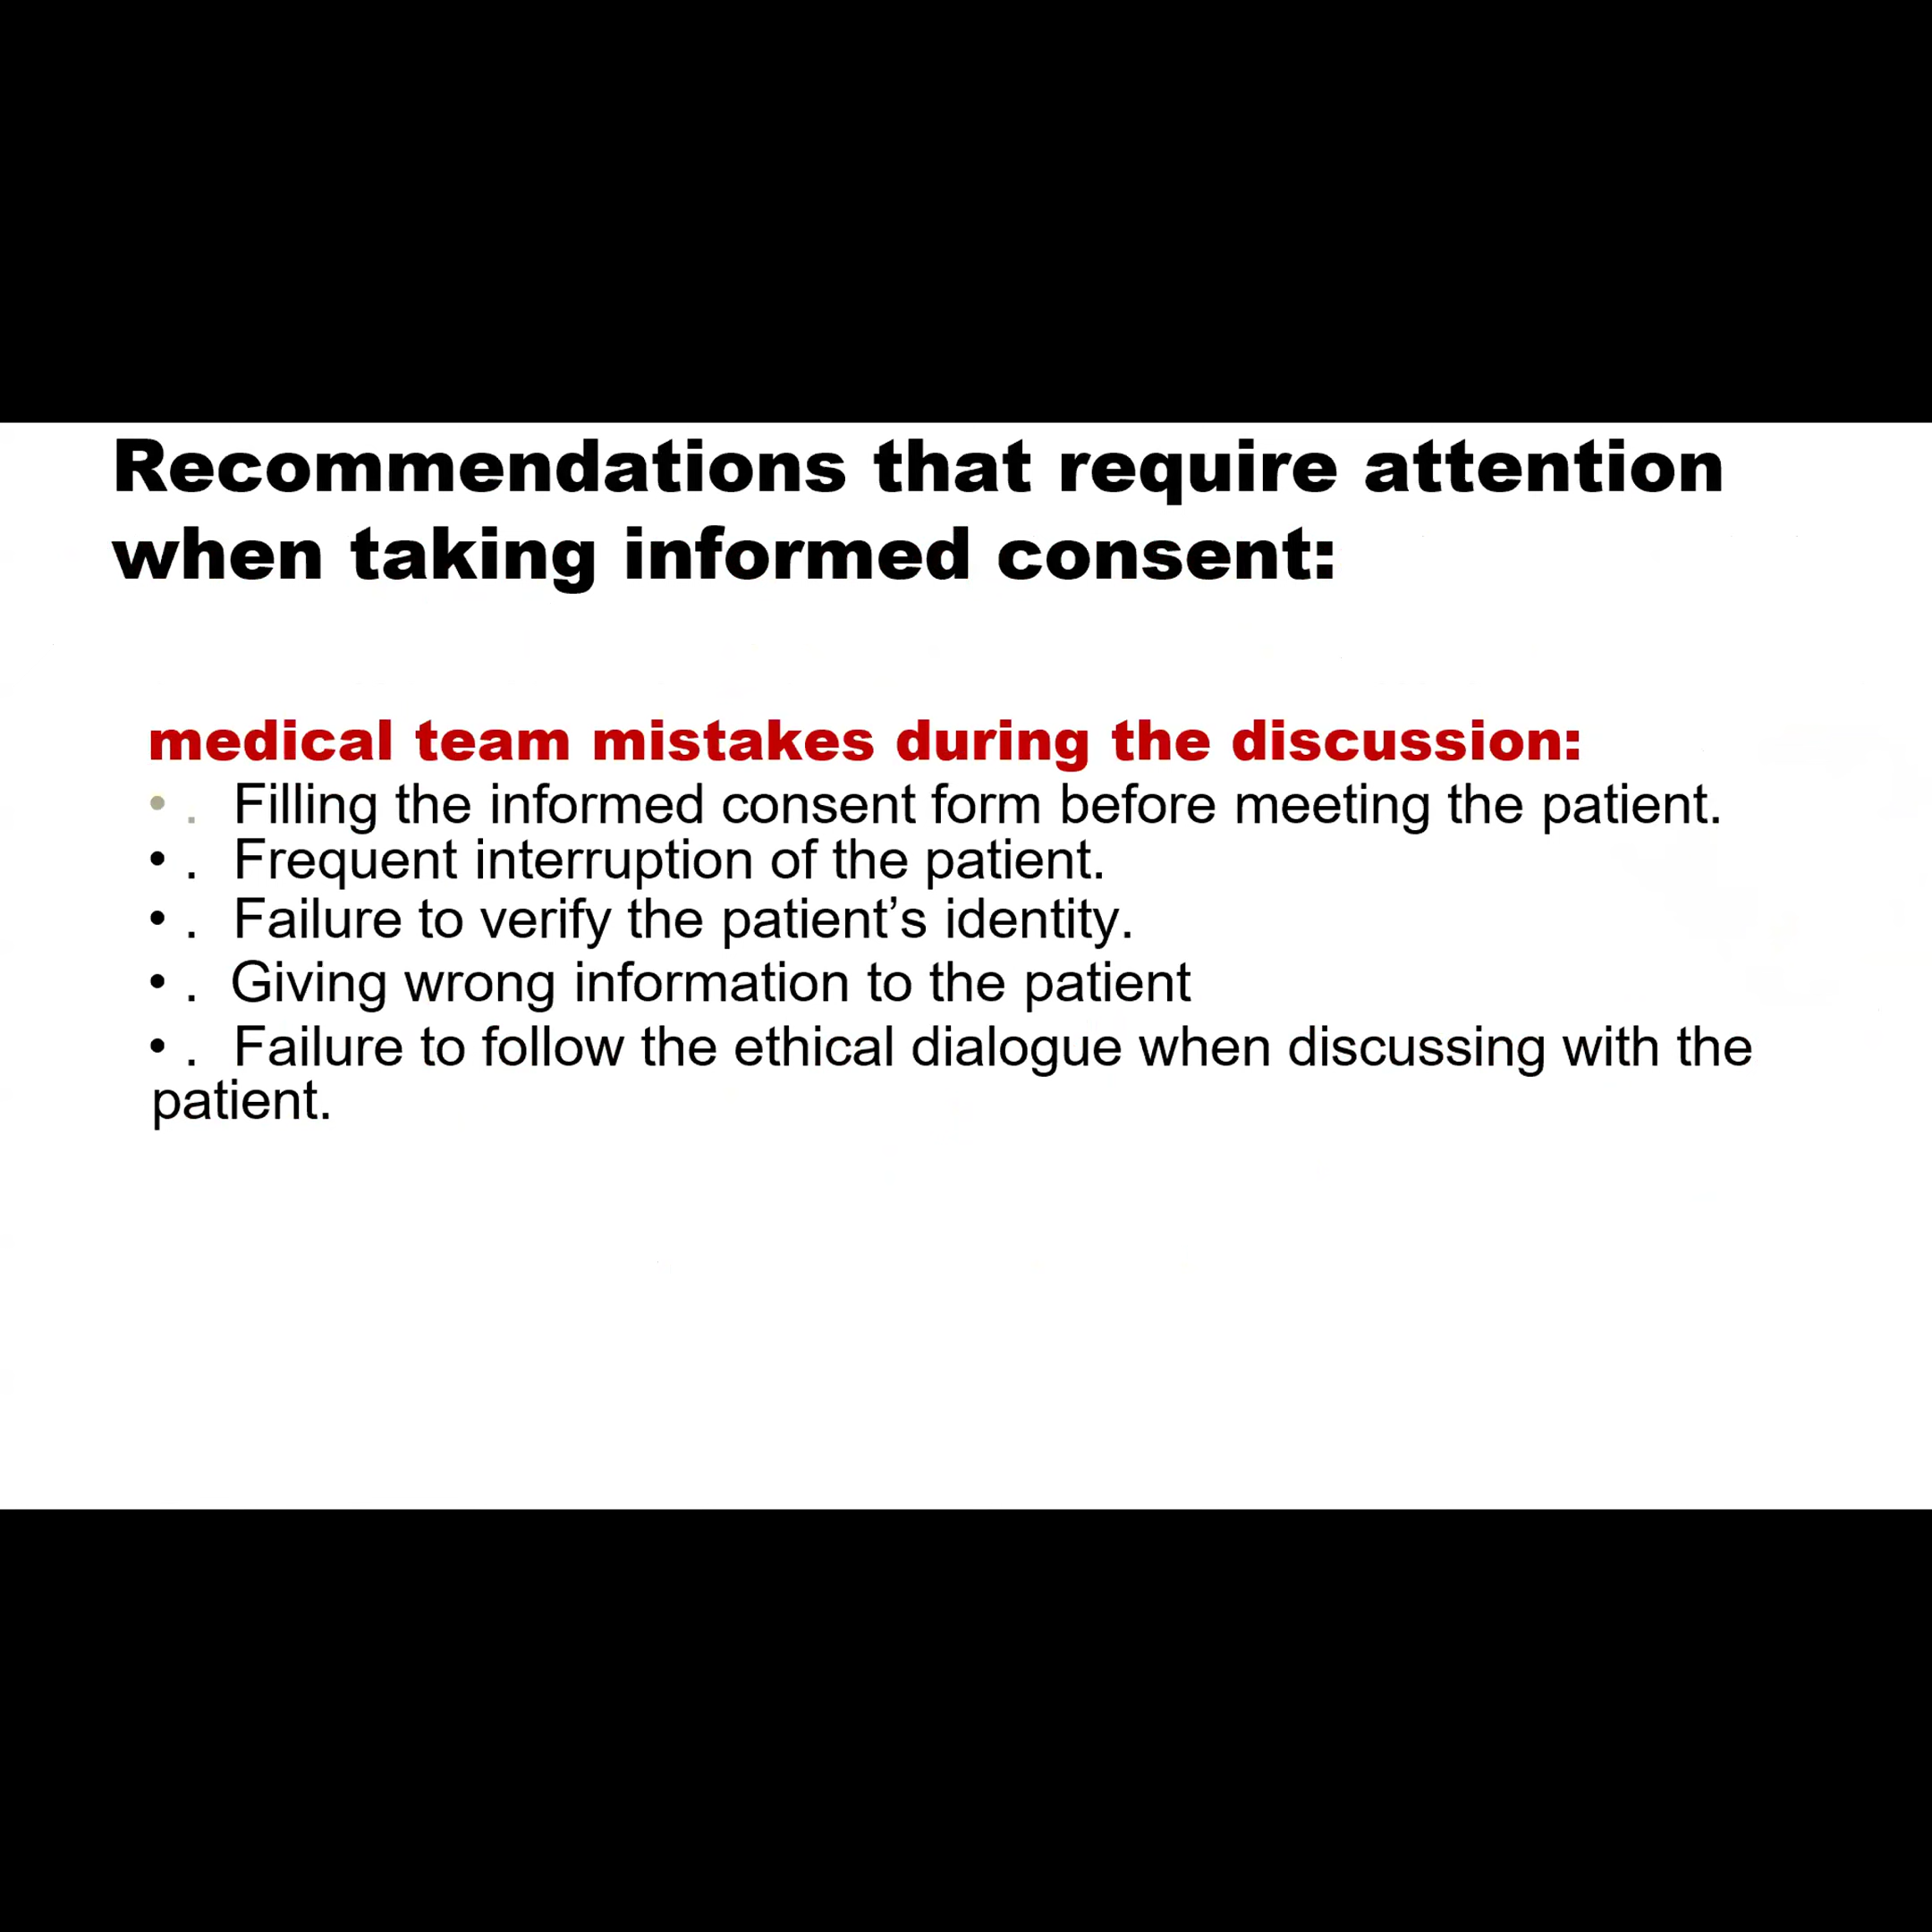 Recommendations that require attention
when taking informed consent:
medical team mistakes during the discussion:
• . Filling the informed consent form before meeting the patient.
• . Frequent interruption of the patient.
• . Failure to verify the patient’s identity.
• . Giving wrong information to the patient
• . Failure to follow the ethical dialogue when discussing with the
patient.